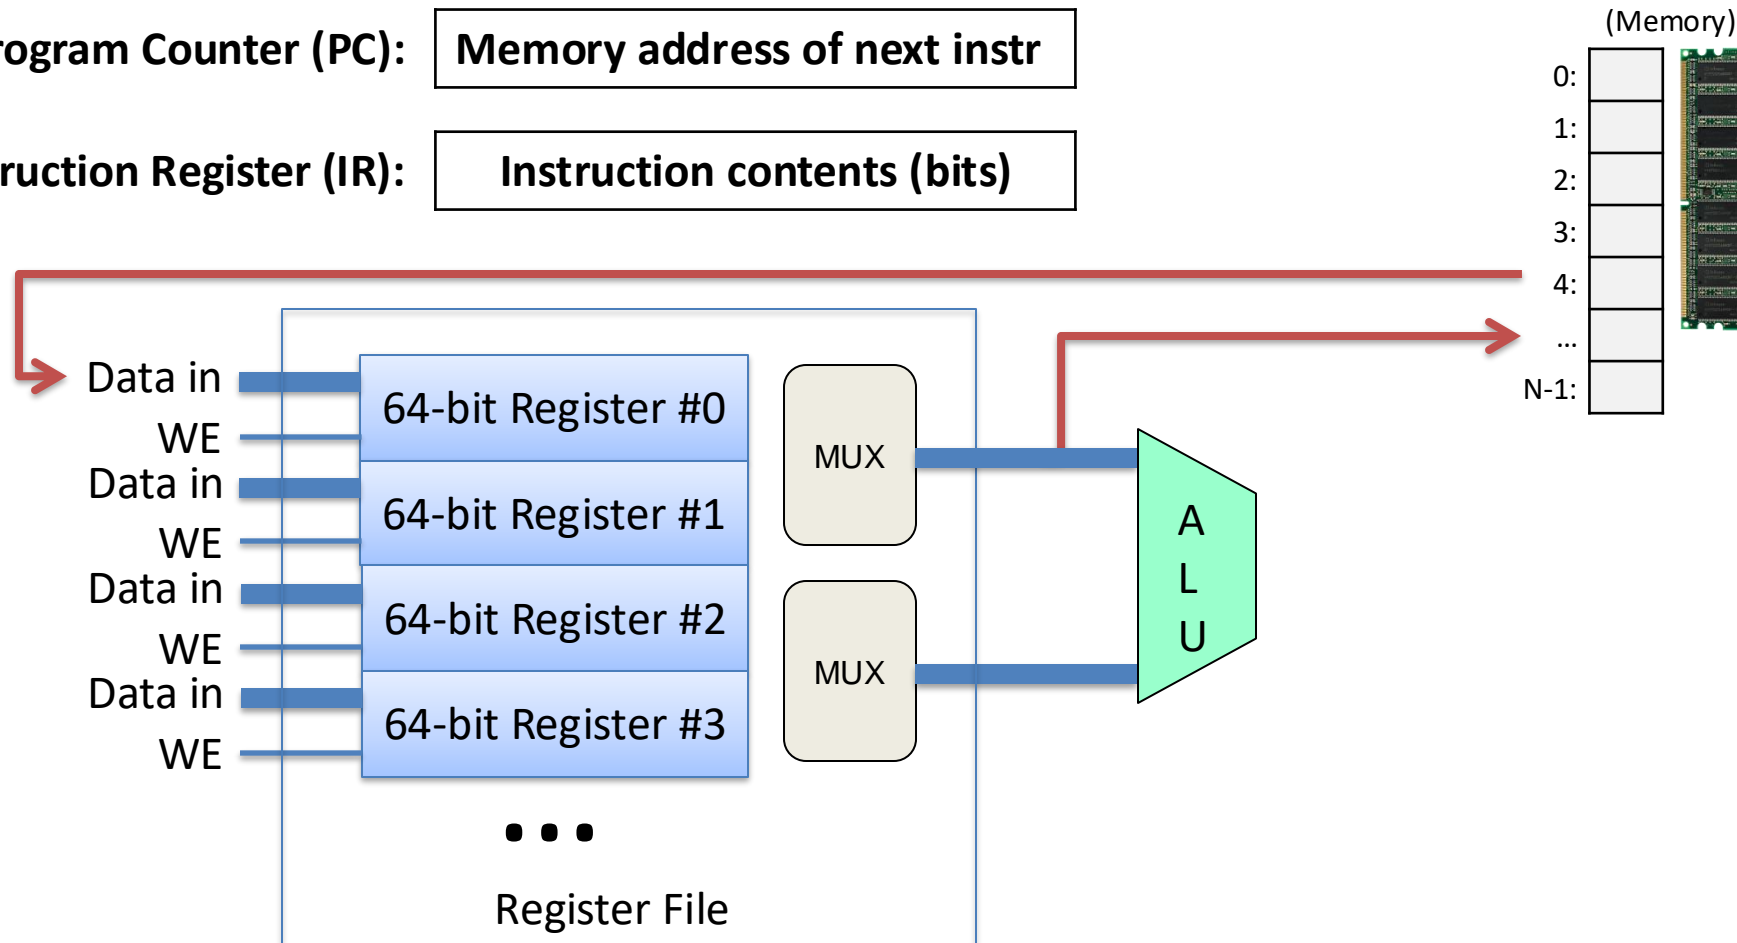 rogram Counter (PC):
Memory address of next instr
(Memory)
0:
1:
ruction Register (IR):
Instruction contents (bits)
2:
3:
4:
...
N-1:
Data in
64-bit Register #0
WE
MUX
Data in
64-bit Register #1
WE
A
L
U
Data in
64-bit Register #2
WE
MUX
Data in
64-bit Register #3
WE
...
Register File